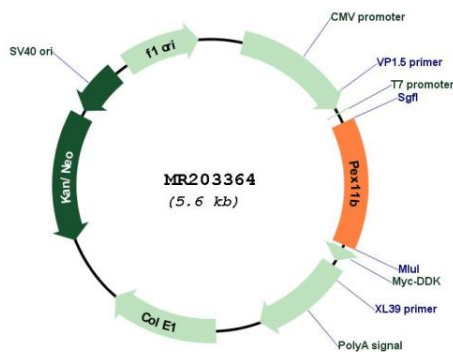 CMV promoter
SV40 ori
f1 ori
VP1.5 primer
T7 promoter
SgfI
Kan/Neo
MR203364
(5.6 kb)
Pex11b
MluI
Myc-DDK
XL39 primer
Col E1
PolyA signal